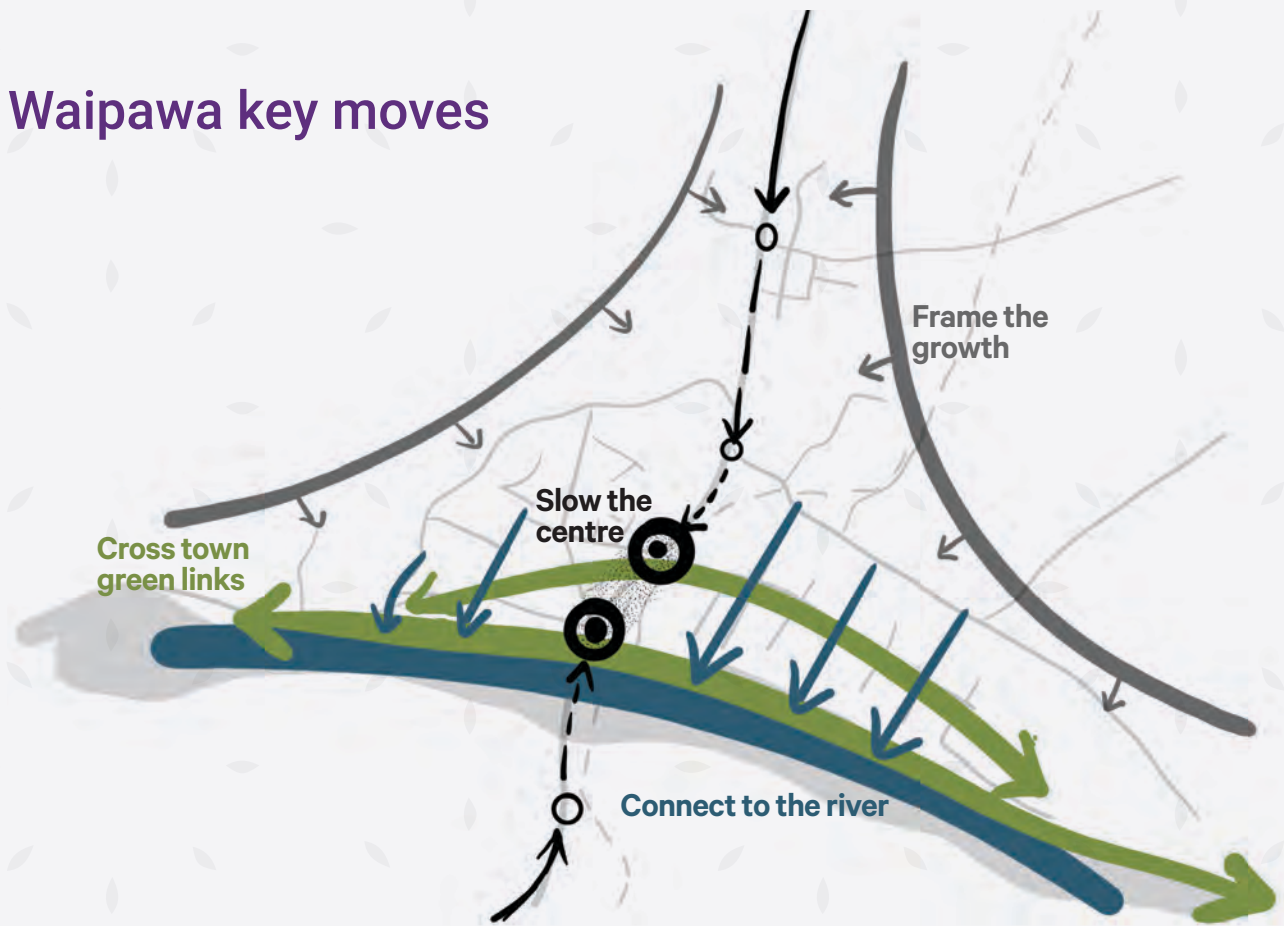 Waipawa key moves
Frame the
growth
Slow the
centre
Cross town
green links
Connect to the river